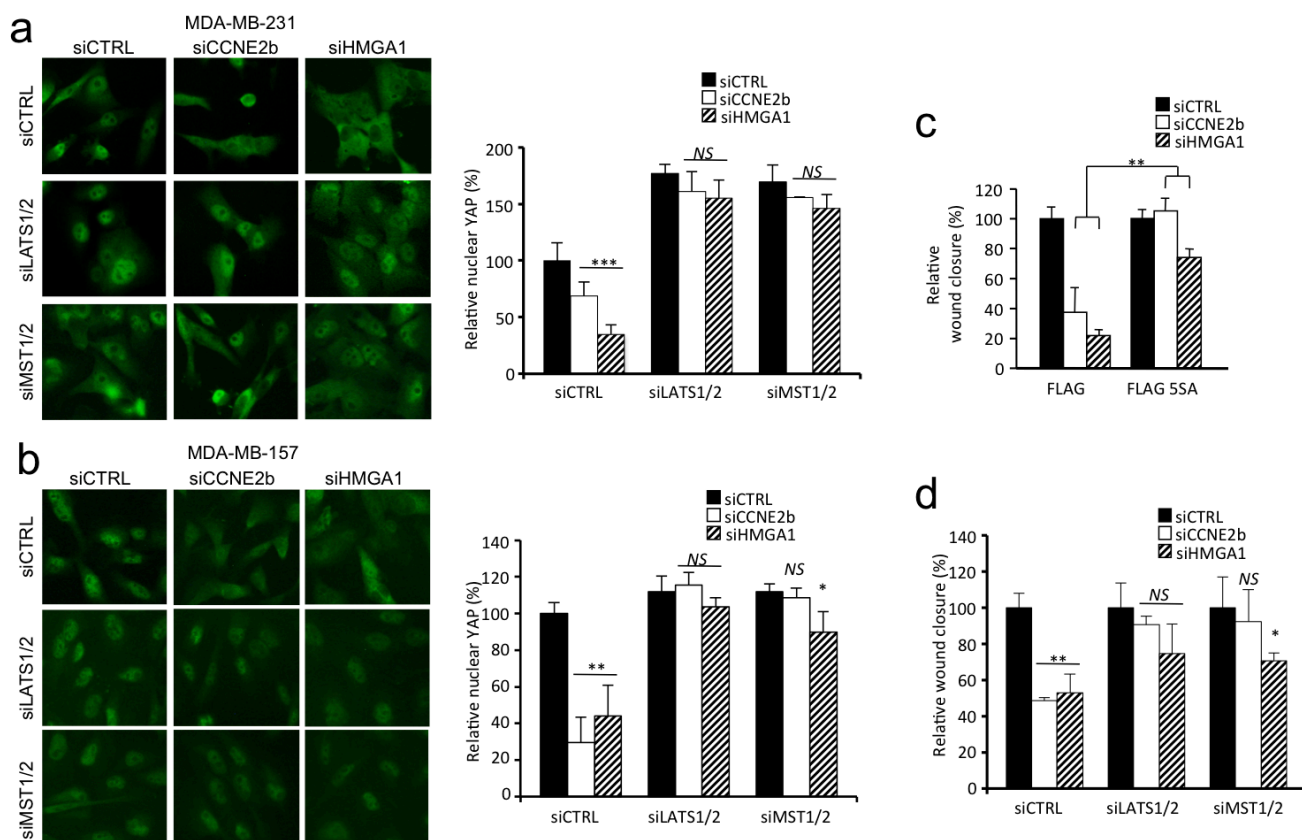 a
MDA-MB-231
siCTRL siCCNE2b siHMGA1
siCTRL
siLATS1/2
siMST1/2
siCTRL
siCCNE2b
siHMGA1
Relative nuclear YAP (%)
200
150
100
50
0
***
NS
NS
siCTRL siLATS1/2 siMST1/2
c
siCTRL
siCCNE2b
siHMGA1
Relative
wound closure (%)
120
100
80
60
40
20
0
**
FLAG FLAG 5SA
b
MDA-MB-157
siCTRL siCCNE2b siHMGA1
siCTRL
siLATS1/2
siMST1/2
siCTRL
siCCNE2b
siHMGA1
Relative nuclear YAP (%)
140
120
100
80
60
40
20
0
**
NS
NS
*
siCTRL siLATS1/2 siMST1/2
d
siCTRL
siCCNE2b
siHMGA1
Relative wound closure (%)
140
120
100
80
60
40
20
0
**
NS
NS
*
siCTRL siLATS1/2 siMST1/2